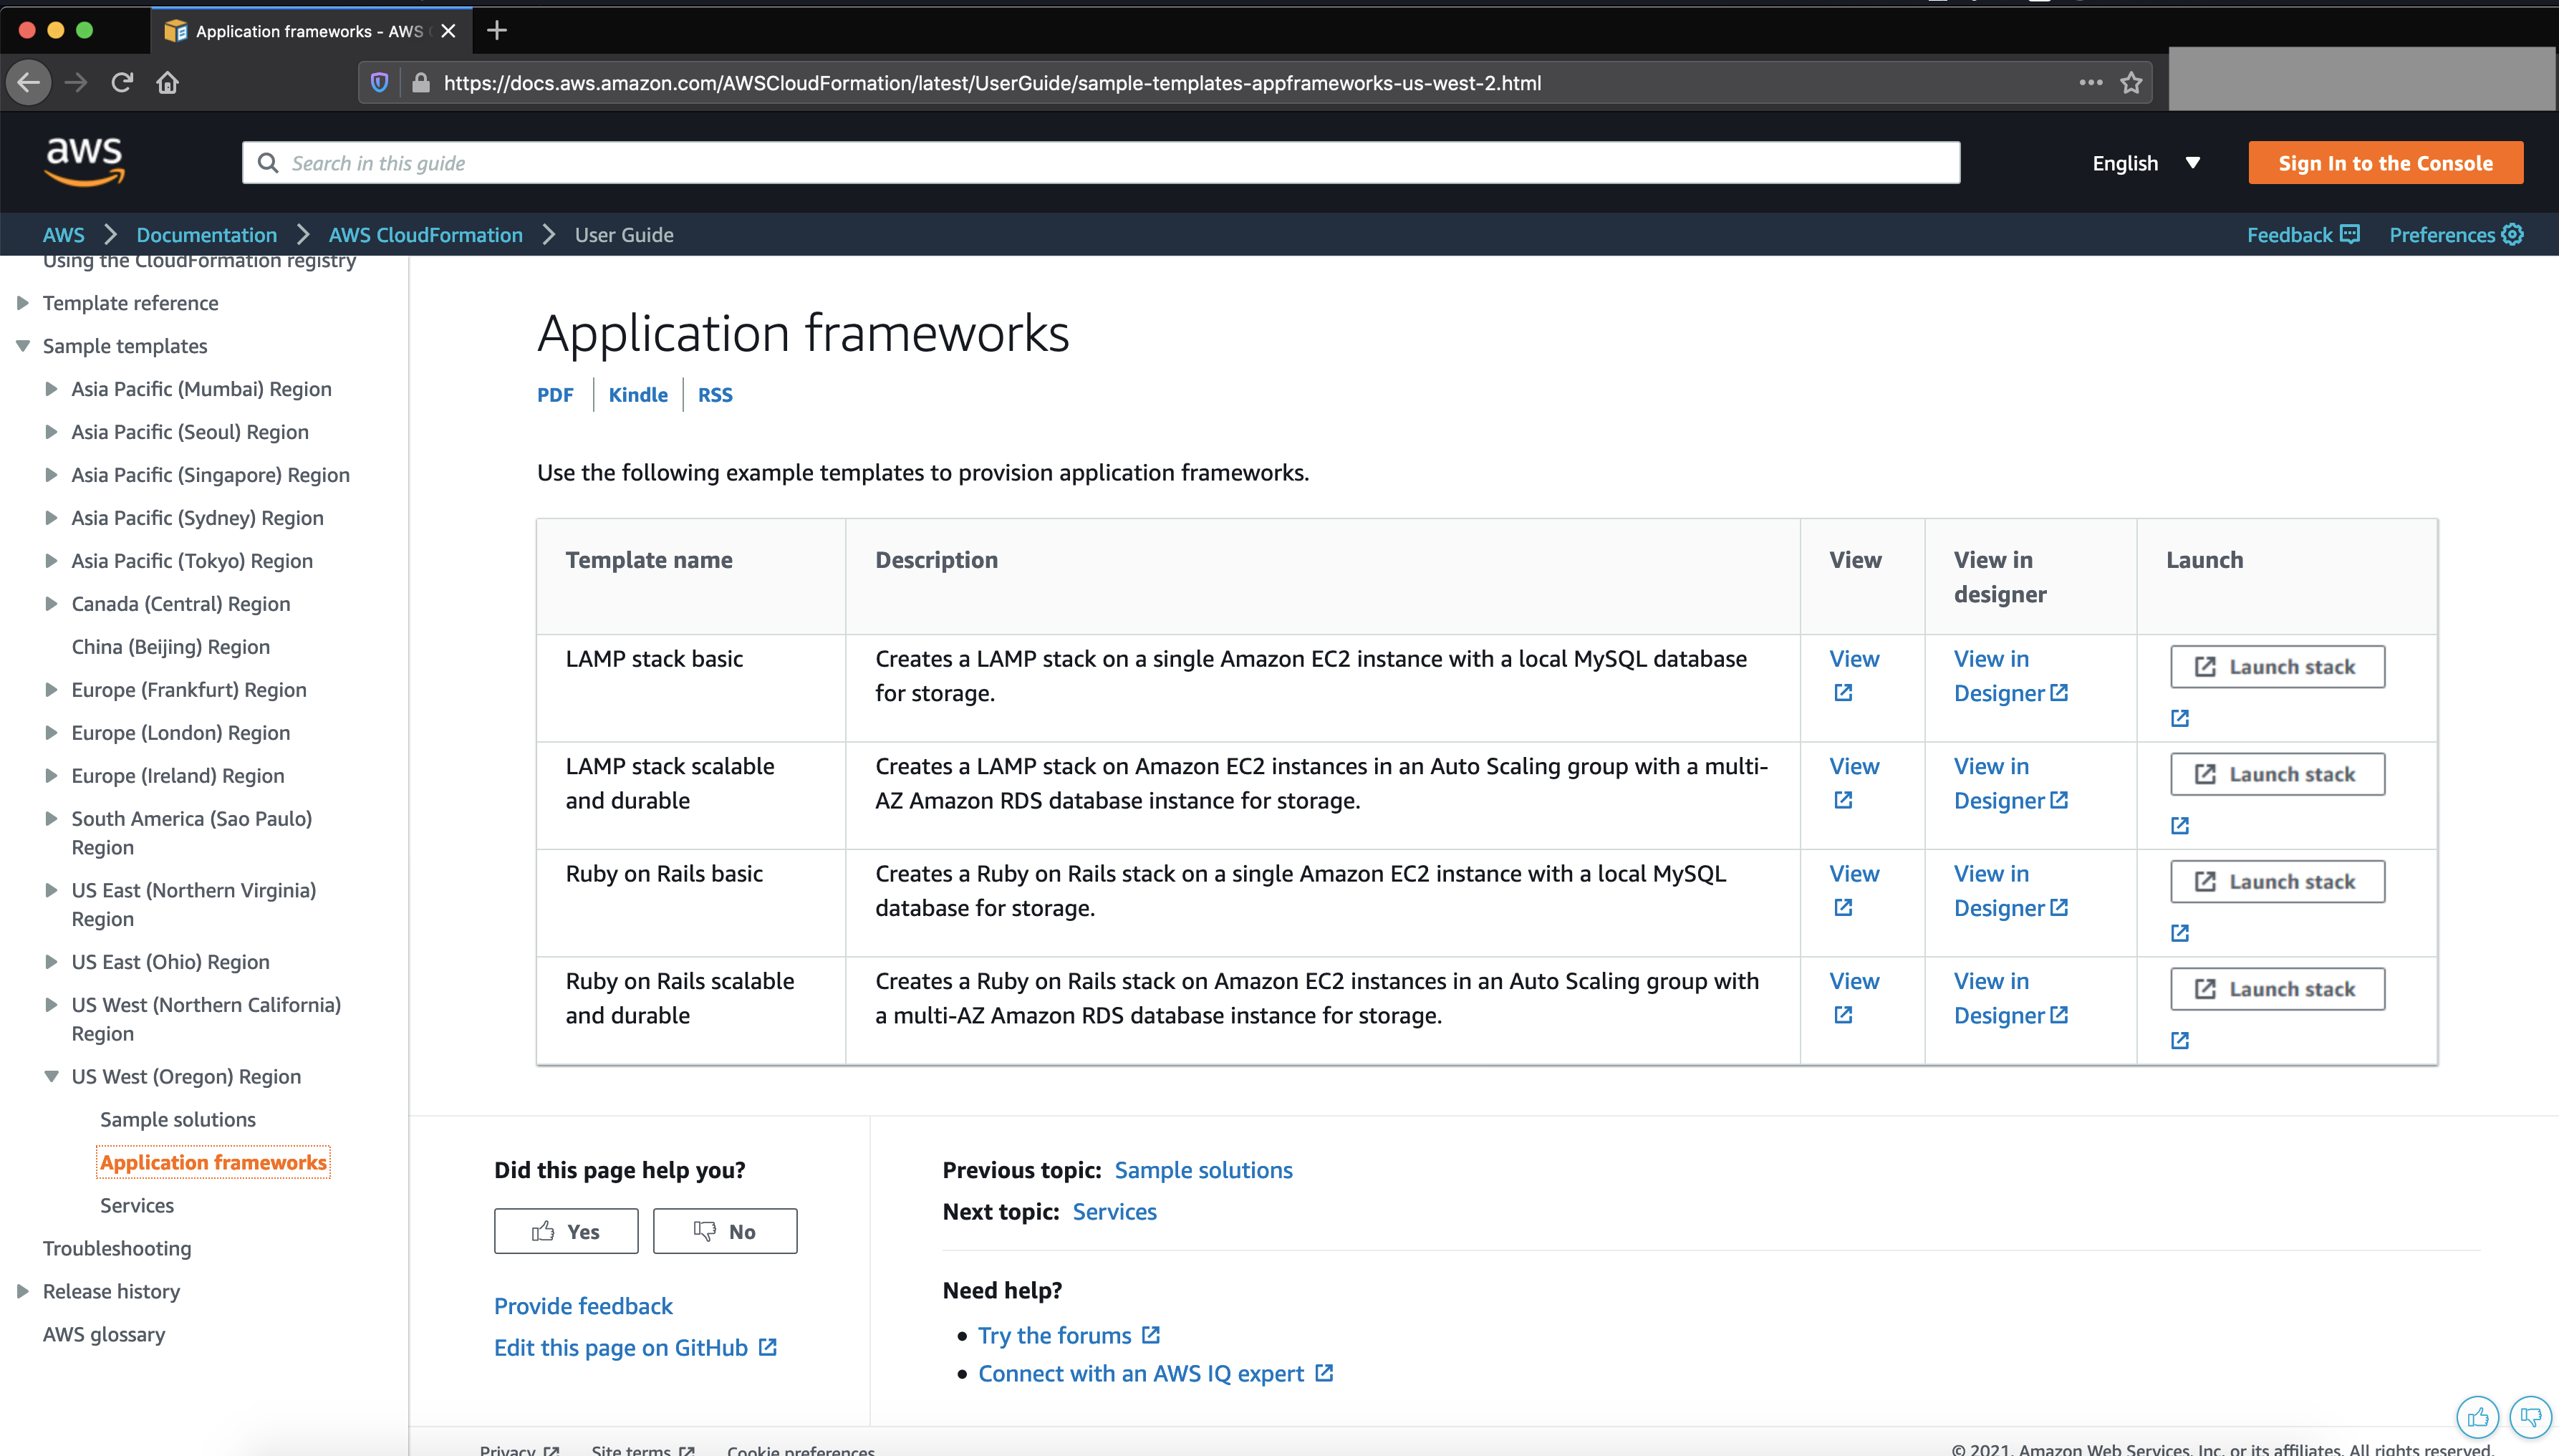 Application frameworks - AWS C
https://docs.aws.amazon.com/AWSCloudFormation/latest/UserGuide/sample-templates-appframeworks-us-west-2.html
aws
Search in this guide
English
Sign In to the Console
AWS
Documentation
AWS CloudFormation
User Guide
Feedback
Preferences
Using the CloudFormation registry
Template reference
Sample templates
Asia Pacific (Mumbai) Region
Asia Pacific (Seoul) Region
Asia Pacific (Singapore) Region
Asia Pacific (Sydney) Region
Asia Pacific (Tokyo) Region
Canada (Central) Region
China (Beijing) Region
Europe (Frankfurt) Region
Europe (London) Region
Europe (Ireland) Region
South America (Sao Paulo)
Region
US East (Northern Virginia)
Region
US East (Ohio) Region
US West (Northern California)
Region
US West (Oregon) Region
Sample solutions
Application frameworks
Services
Troubleshooting
Release history
AWS glossary
Application frameworks
PDF
Kindle
RSS
Use the following example templates to provision application frameworks.
Template name
Description
View
View in
designer
Launch
LAMP stack basic
Creates a LAMP stack on a single Amazon EC2 instance with a local MySQL database
for storage.
View
View in
Designer
Launch stack
LAMP stack scalable
and durable
Creates a LAMP stack on Amazon EC2 instances in an Auto Scaling group with a multi-
AZ Amazon RDS database instance for storage.
View
View in
Designer
Launch stack
Ruby on Rails basic
Creates a Ruby on Rails stack on a single Amazon EC2 instance with a local MySQL
database for storage.
View
View in
Designer
Launch stack
Ruby on Rails scalable
and durable
Creates a Ruby on Rails stack on Amazon EC2 instances in an Auto Scaling group with
a multi-AZ Amazon RDS database instance for storage.
View
View in
Designer
Launch stack
Did this page help you?
Yes
No
Provide feedback
Edit this page on GitHub
Previous topic: Sample solutions
Next topic: Services
Need help?
Try the forums
Connect with an AWS IQ expert
Privacy
Site terms
Cookie preferences
© 2021, Amazon Web Services, Inc. or its affiliates. All rights reserved.